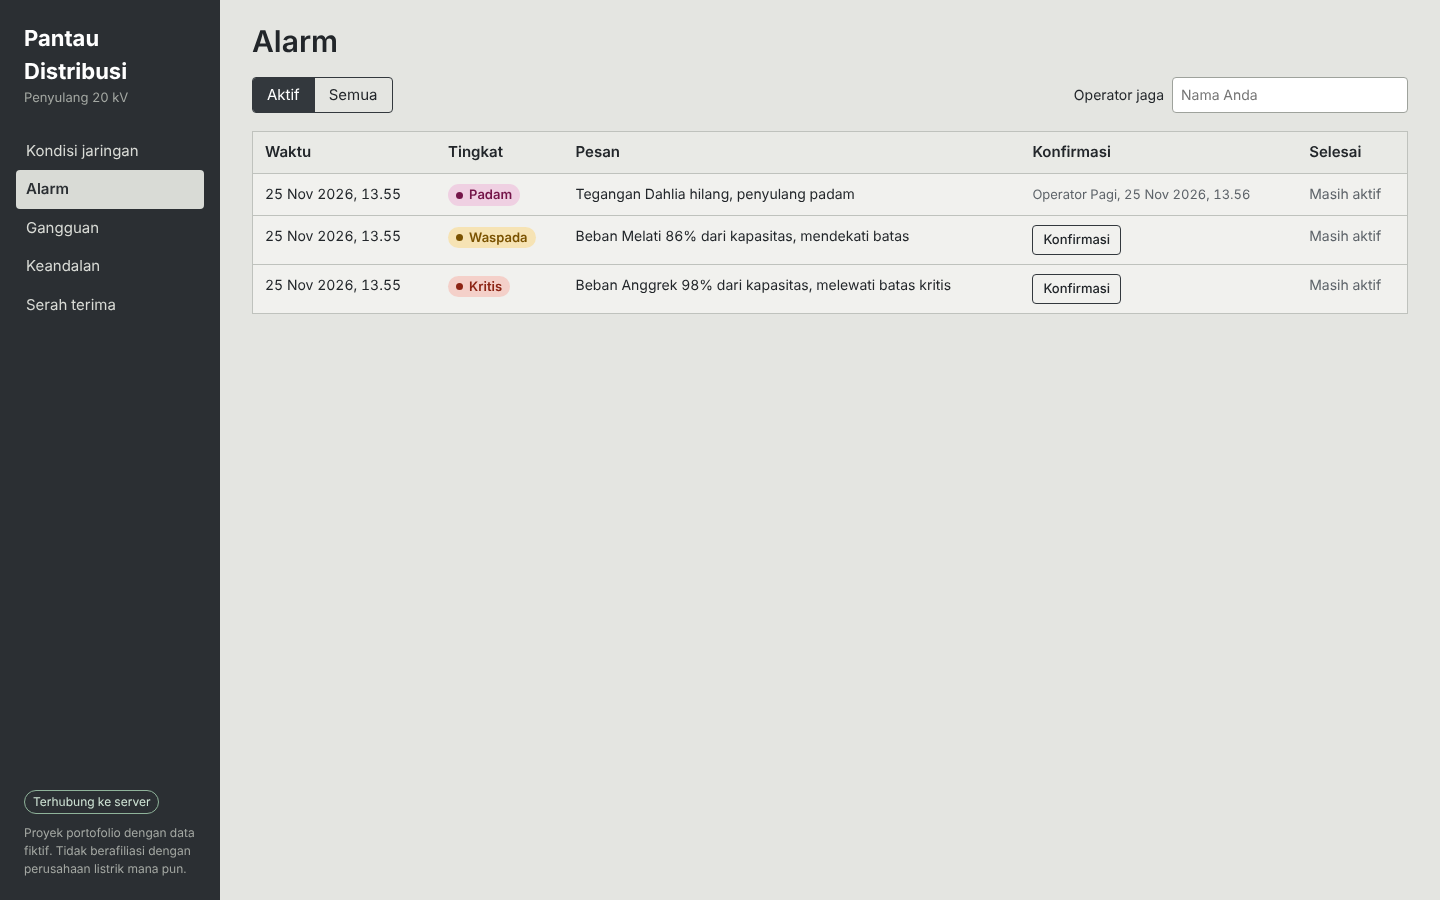 Pantau
Distribusi
Penyulang 20 kV
Kondisi jaringan
Alarm
Gangguan
Keandalan
Serah terima
Terhubung ke server
Proyek portofolio dengan data
fiktif. Tidak berafiliasi dengan
perusahaan listrik mana pun.
Alarm
Aktif Semua Operator jaga Nama Anda
Waktu Tingkat Pesan Konfirmasi Selesai
25 Nov 2026, 13.55 Padam Tegangan Dahlia hilang, penyulang padam Operator Pagi, 25 Nov 2026, 13.56 Masih aktif
25 Nov 2026, 13.55 Waspada Beban Melati 86% dari kapasitas, mendekati batas Konfirmasi Masih aktif
25 Nov 2026, 13.55 Kritis Beban Anggrek 98% dari kapasitas, melewati batas kritis Konfirmasi Masih aktif